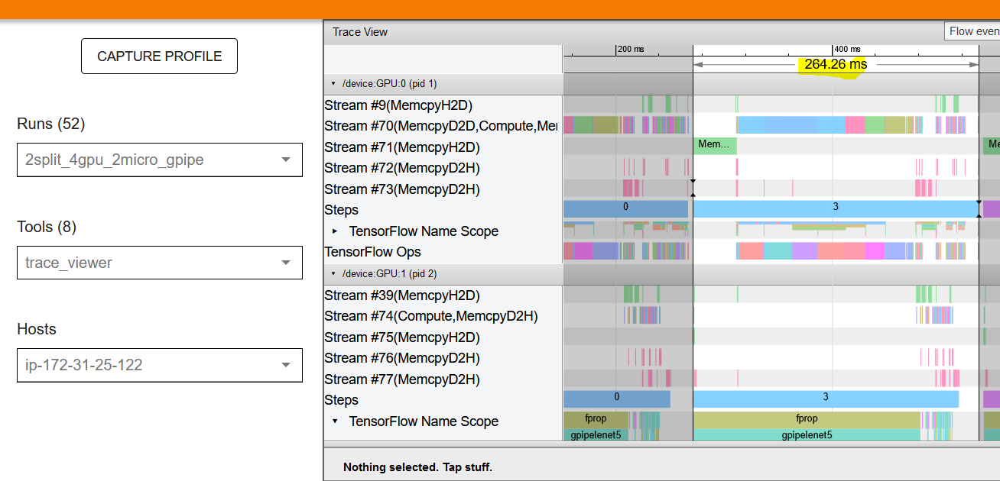 CAPTURE PROFILE
Runs (52)
2split_4gpu_2micro_gpipe
Tools (8)
trace_viewer
Hosts
ip-172-31-25-122
Trace View
Flow even
200 ms
400 ms
264.26 ms
/device:GPU:0 (pid 1)
Stream #9(MemcpyH2D)
Stream #70(MemcpyD2D,Compute,Mer
Stream #71(MemcpyH2D)
Mem...
Me
Stream #72(MemcpyD2H)
Stream #73(MemcpyD2H)
Steps
0
3
TensorFlow Name Scope
TensorFlow Ops
/device:GPU:1 (pid 2)
Stream #39(MemcpyH2D)
Stream #74(Compute,MemcpyD2H)
Stream #75(MemcpyH2D)
Stream #76(MemcpyD2H)
Stream #77(MemcpyD2H)
Steps
0
3
TensorFlow Name Scope
fprop
fprop
gpipelenet5
gpipelenet5
Nothing selected. Tap stuff.